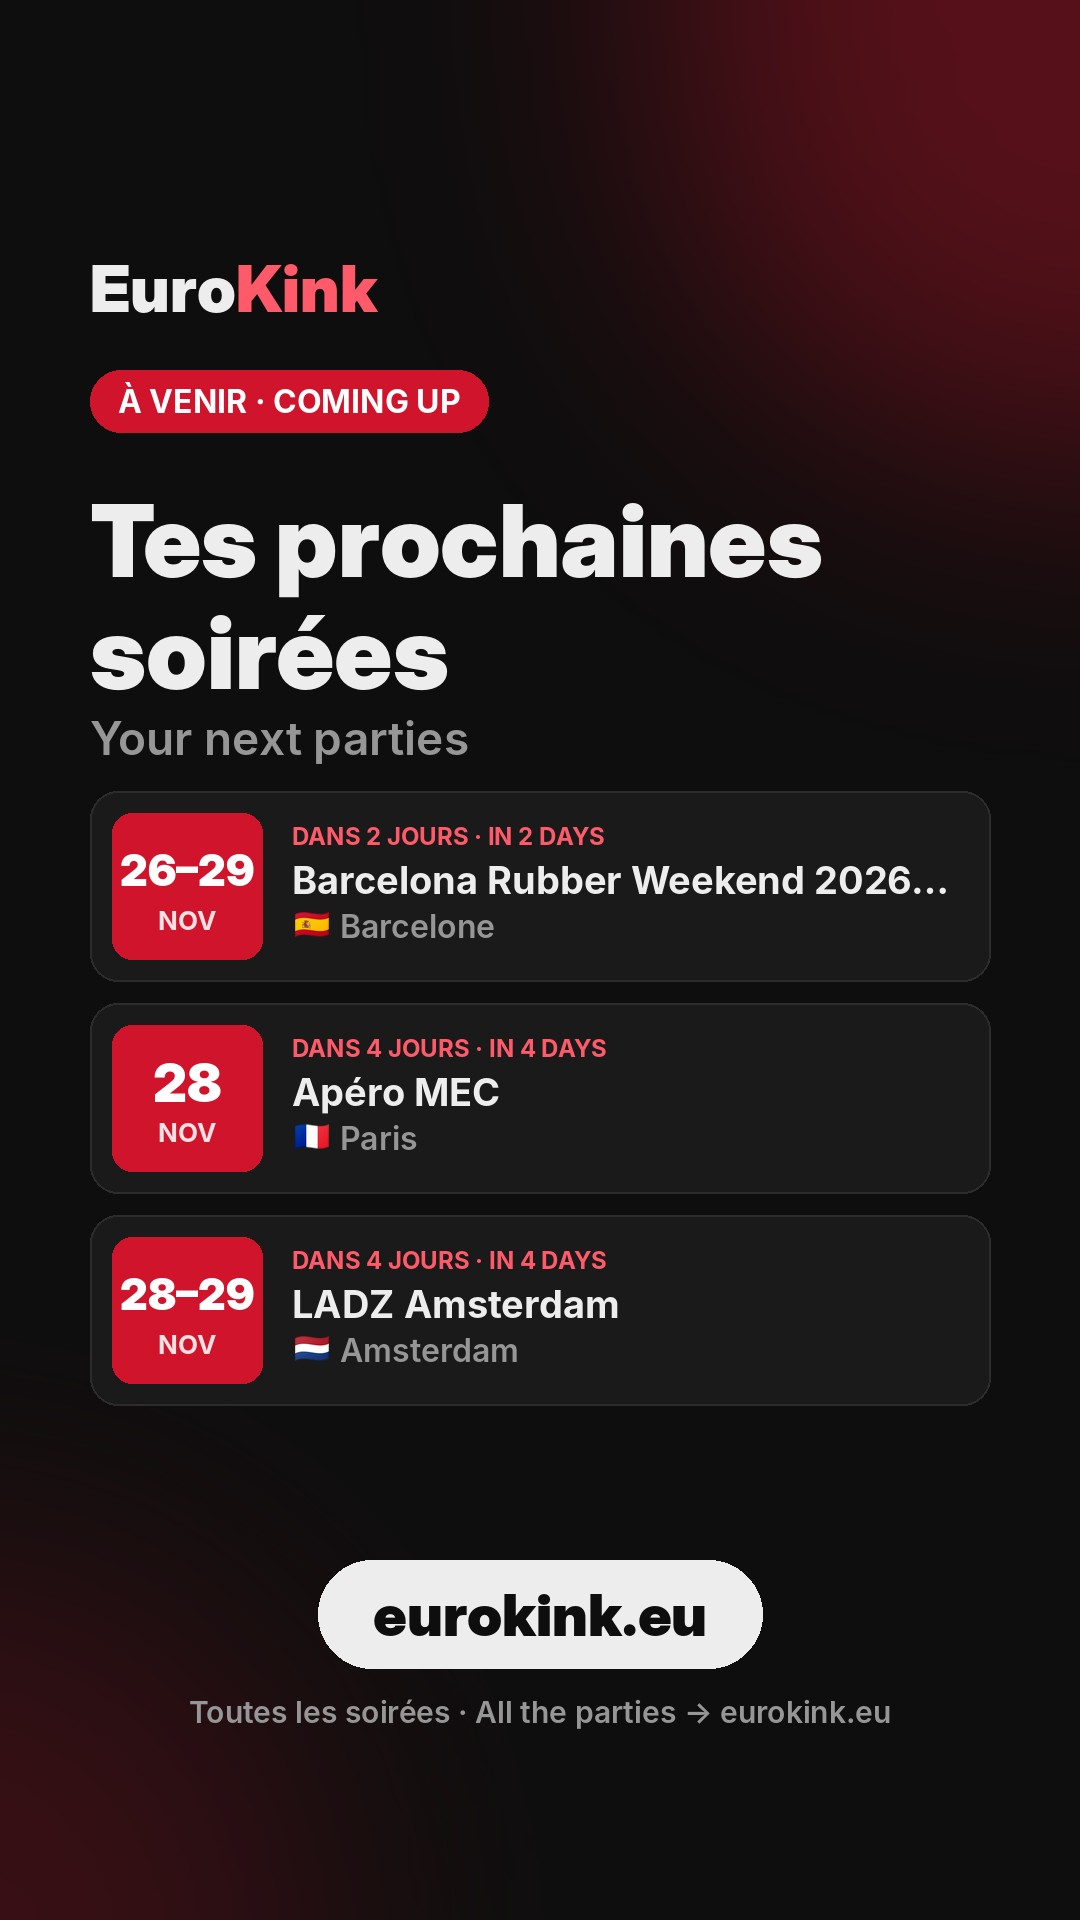 EuroKink
À VENIR · COMING UP
Tes prochaines
soirées
Your next parties
26–29
NOV
DANS 2 JOURS · IN 2 DAYS
Barcelona Rubber Weekend 2026...
Barcelone
28
NOV
DANS 4 JOURS · IN 4 DAYS
Apéro MEC
Paris
28–29
NOV
DANS 4 JOURS · IN 4 DAYS
LADZ Amsterdam
Amsterdam
eurokink.eu
Toutes les soirées · All the parties → eurokink.eu